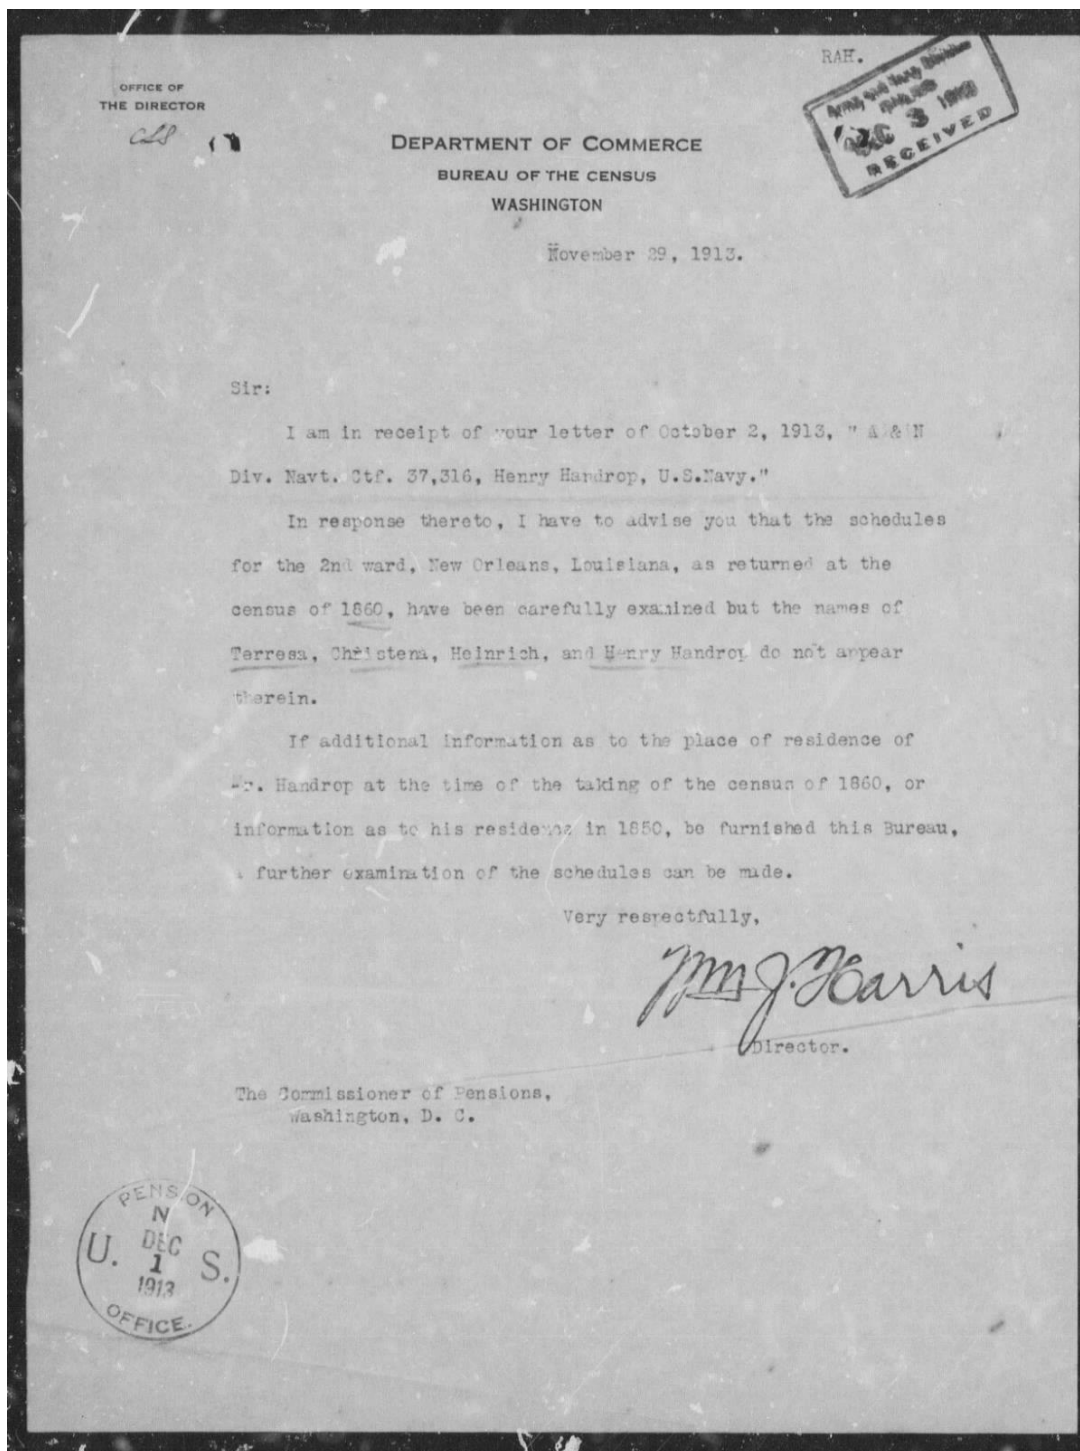 RAH.
Army and Navy Division
DEC 3 1913
RECEIVED
OFFICE OF
THE DIRECTOR
DEPARTMENT OF COMMERCE
BUREAU OF THE CENSUS
WASHINGTON
November 29, 1913.
Sir:
I am in receipt of your letter of October 2, 1913, " A & N
Div. Navt. Ctf. 37,316, Henry Handrop, U.S.Navy."
In response thereto, I have to advise you that the schedules
for the 2nd ward, New Orleans, Louisiana, as returned at the
census of 1860, have been carefully examined but the names of
Terresa, Christena, Heinrich, and Henry Handrop do not appear
therein.
If additional information as to the place of residence of
Mr. Handrop at the time of the taking of the census of 1860, or
information as to his residence in 1850, be furnished this Bureau,
a further examination of the schedules can be made.
Very respectfully,
Wm J. Harris
Director.
The Commissioner of Pensions,
Washington, D. C.
PENSION
N
DEC
U. 1 S.
1913
OFFICE.